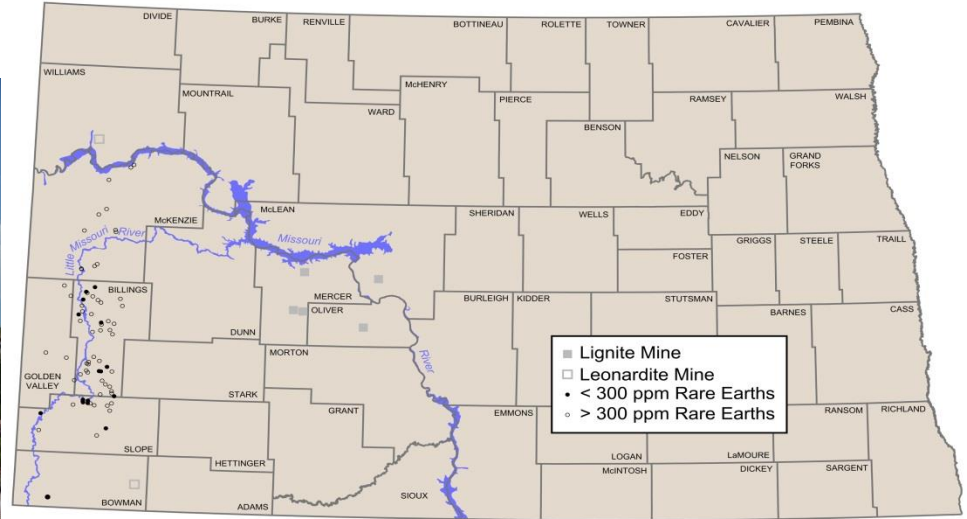 DIVIDE
BURKE
RENVILLE
BOTTINEAU
ROLETTE
TOWNER
CAVALIER
PEMBINA
WILLIAMS
MOUNTRAIL
WARD
McHENRY
PIERCE
BENSON
RAMSEY
WALSH
NELSON
GRAND
FORKS
McKENZIE
McLEAN
SHERIDAN
WELLS
EDDY
FOSTER
GRIGGS
STEELE
TRAILL
Little Missouri River
Missouri
River
BILLINGS
DUNN
MERCER
OLIVER
BURLEIGH
KIDDER
STUTSMAN
BARNES
CASS
GOLDEN
VALLEY
STARK
MORTON
GRANT
EMMONS
LOGAN
LaMOURE
RANSOM
RICHLAND
SLOPE
HETTINGER
BOWMAN
ADAMS
SIOUX
McINTOSH
DICKEY
SARGENT
Lignite Mine
Leonardite Mine
< 300 ppm Rare Earths
> 300 ppm Rare Earths